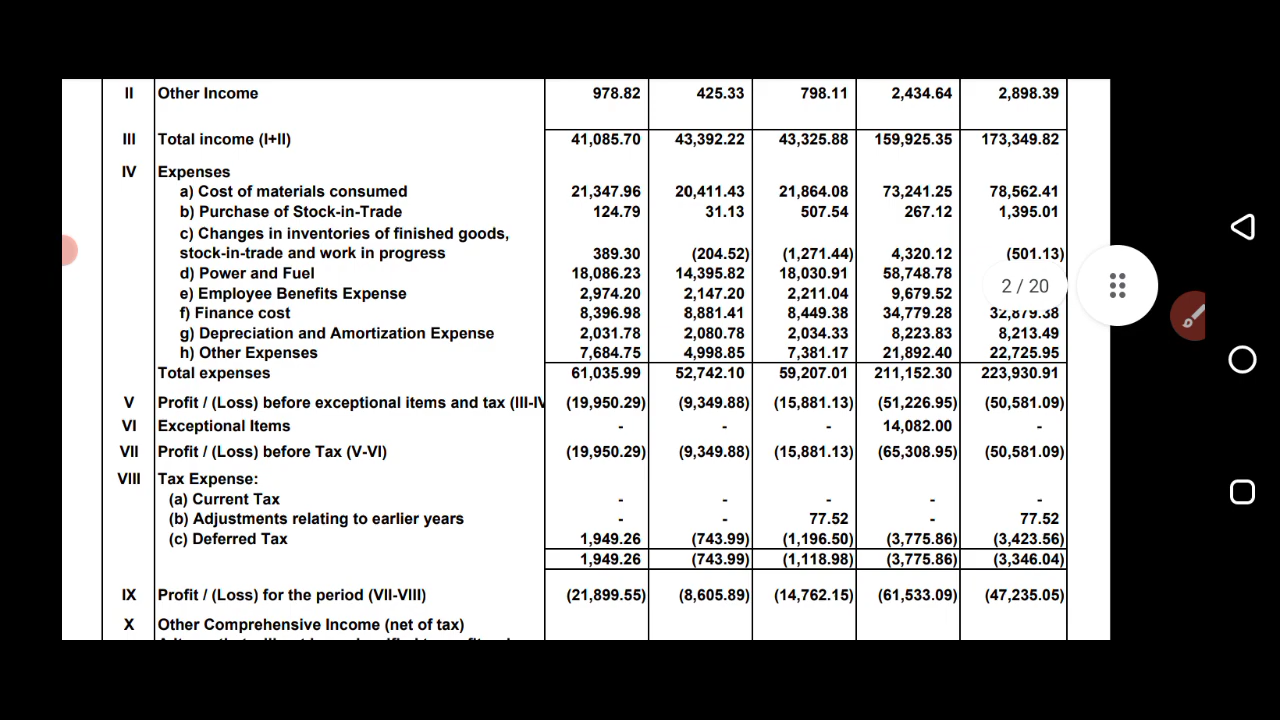 II Other Income 978.82 425.33 798.11 2,434.64 2,898.39
III Total income (I+II) 41,085.70 43,392.22 43,325.88 159,925.35 173,349.82
IV Expenses
a) Cost of materials consumed 21,347.96 20,411.43 21,864.08 73,241.25 78,562.41
b) Purchase of Stock-in-Trade 124.79 31.13 507.54 267.12 1,395.01
c) Changes in inventories of finished goods,
stock-in-trade and work in progress 389.30 (204.52) (1,271.44) 4,320.12 (501.13)
d) Power and Fuel 18,086.23 14,395.82 18,030.91 58,748.78
e) Employee Benefits Expense 2,974.20 2,147.20 2,211.04 9,679.52
2 / 20
f) Finance cost 8,396.98 8,881.41 8,449.38 34,779.28 32,879.38
g) Depreciation and Amortization Expense 2,031.78 2,080.78 2,034.33 8,223.83 8,213.49
h) Other Expenses 7,684.75 4,998.85 7,381.17 21,892.40 22,725.95
Total expenses 61,035.99 52,742.10 59,207.01 211,152.30 223,930.91
V Profit / (Loss) before exceptional items and tax (III-IV (19,950.29) (9,349.88) (15,881.13) (51,226.95) (50,581.09)
VI Exceptional Items - - - 14,082.00 -
VII Profit / (Loss) before Tax (V-VI) (19,950.29) (9,349.88) (15,881.13) (65,308.95) (50,581.09)
VIII Tax Expense:
(a) Current Tax - - - - -
(b) Adjustments relating to earlier years - - 77.52 - 77.52
(c) Deferred Tax 1,949.26 (743.99) (1,196.50) (3,775.86) (3,423.56)
1,949.26 (743.99) (1,118.98) (3,775.86) (3,346.04)
IX Profit / (Loss) for the period (VII-VIII) (21,899.55) (8,605.89) (14,762.15) (61,533.09) (47,235.05)
X Other Comprehensive Income (net of tax)